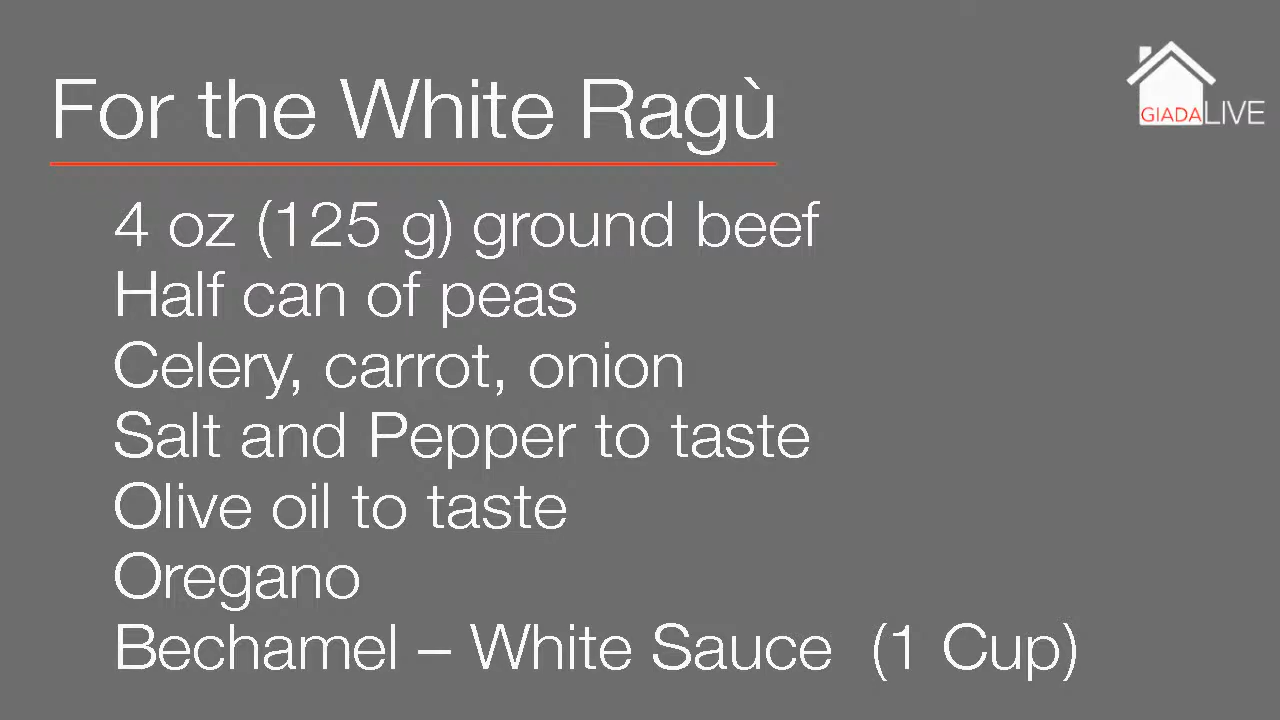 For the White Ragù
GIADALIVE
4 oz (125 g) ground beef
Half can of peas
Celery, carrot, onion
Salt and Pepper to taste
Olive oil to taste
Oregano
Bechamel – White Sauce (1 Cup)